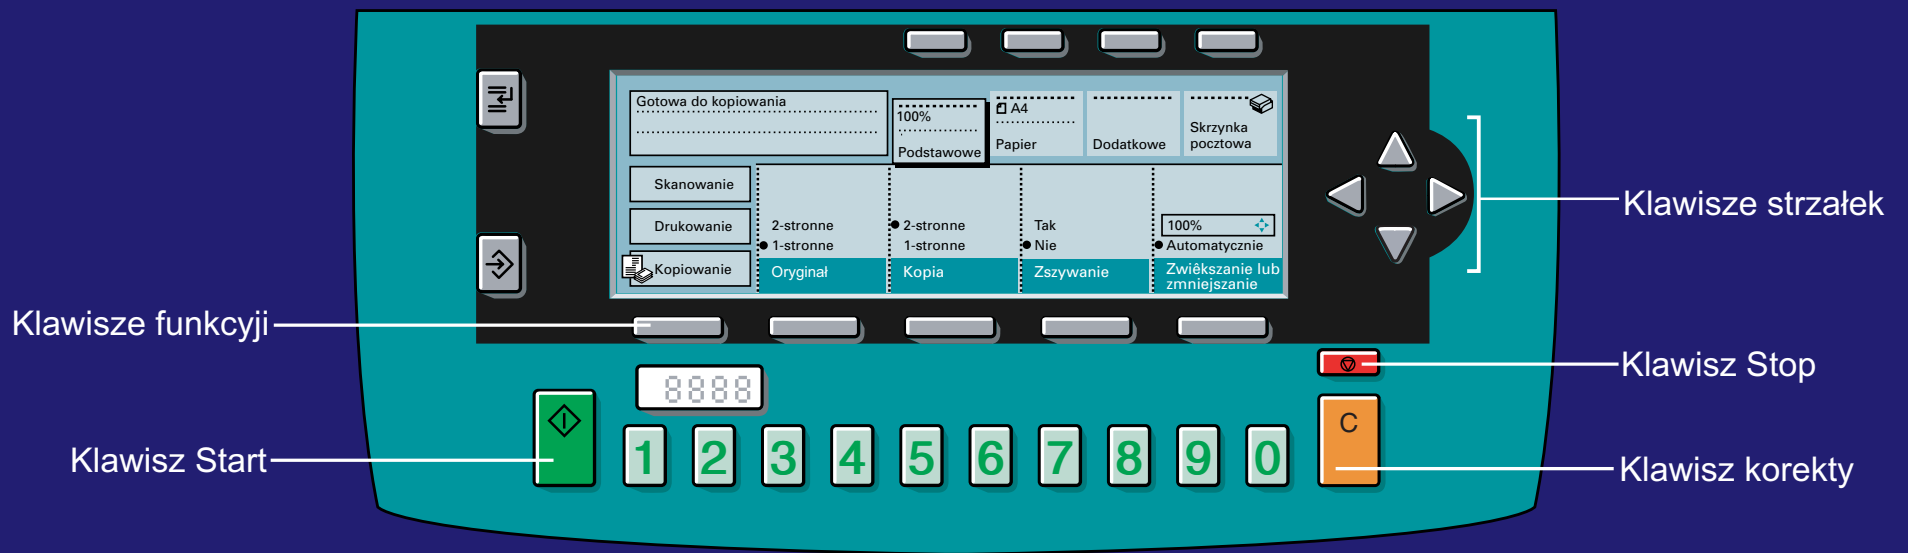 Gotowa do kopiowania
100%
Podstawowe
A4
Papier
Dodatkowe
Skrzynka
pocztowa
Skanowanie
Drukowanie
Kopiowanie
2-stronne
1-stronne
Oryginał
2-stronne
1-stronne
Kopia
Tak
Nie
Zszywanie
100%
Automatycznie
Zwiêkszanie lub
zmniejszanie
Klawisze strzałek
Klawisze funkcyji
Klawisz Stop
8888
C
Klawisz Start
1 2 3 4 5 6 7 8 9 0
Klawisz korekty